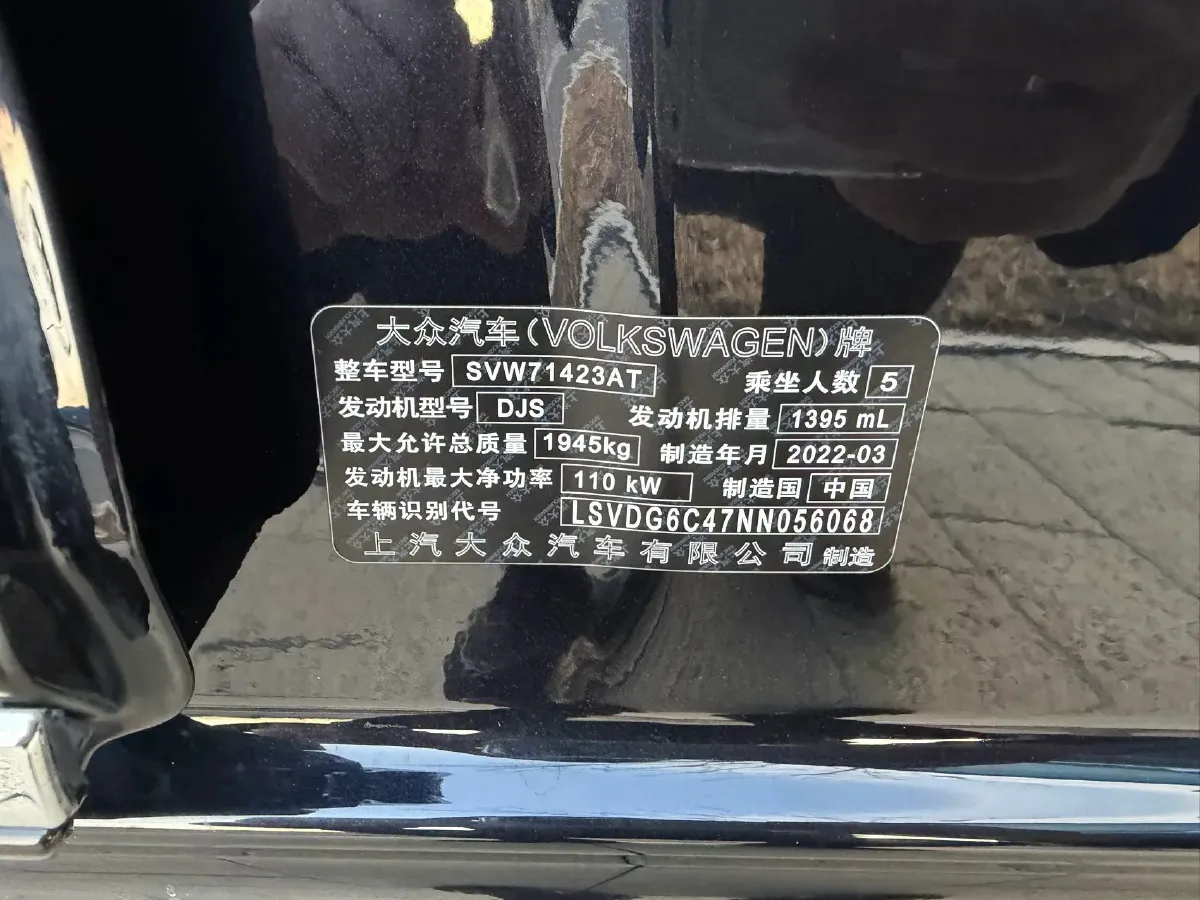 大众汽车(VOLKSWAGEN)牌
整车型号 SVW71423AT 乘坐人数 5
发动机型号 DJS 发动机排量 1395 mL
最大允许总质量 1945kg 制造年月 2022-03
发动机最大净功率 110 kW 制造国 中国
车辆识别代号 LSVDG6C47NN056068
上汽大众汽车有限公司 制造